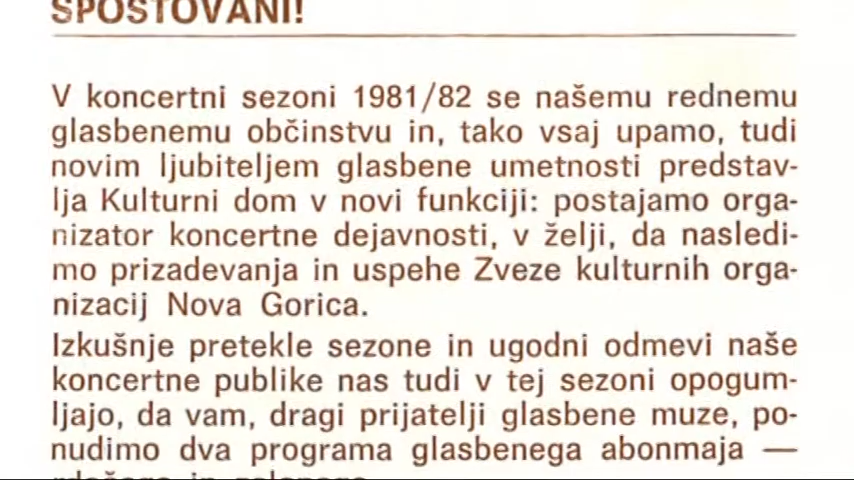 SPOŠTOVANI!
V koncertni sezoni 1981/82 se našemu rednemu
glasbenemu občinstvu in, tako vsaj upamo, tudi
novim ljubiteljem glasbene umetnosti predstav-
lja Kulturni dom v novi funkciji: postajamo orga-
nizator koncertne dejavnosti, v želji, da nasledi-
mo prizadevanja in uspehe Zveze kulturnih orga-
nizacij Nova Gorica.
Izkušnje pretekle sezone in ugodni odmevi naše
koncertne publike nas tudi v tej sezoni opogum-
ljajo, da vam, dragi prijatelji glasbene muze, po-
nudimo dva programa glasbenega abonmaja —